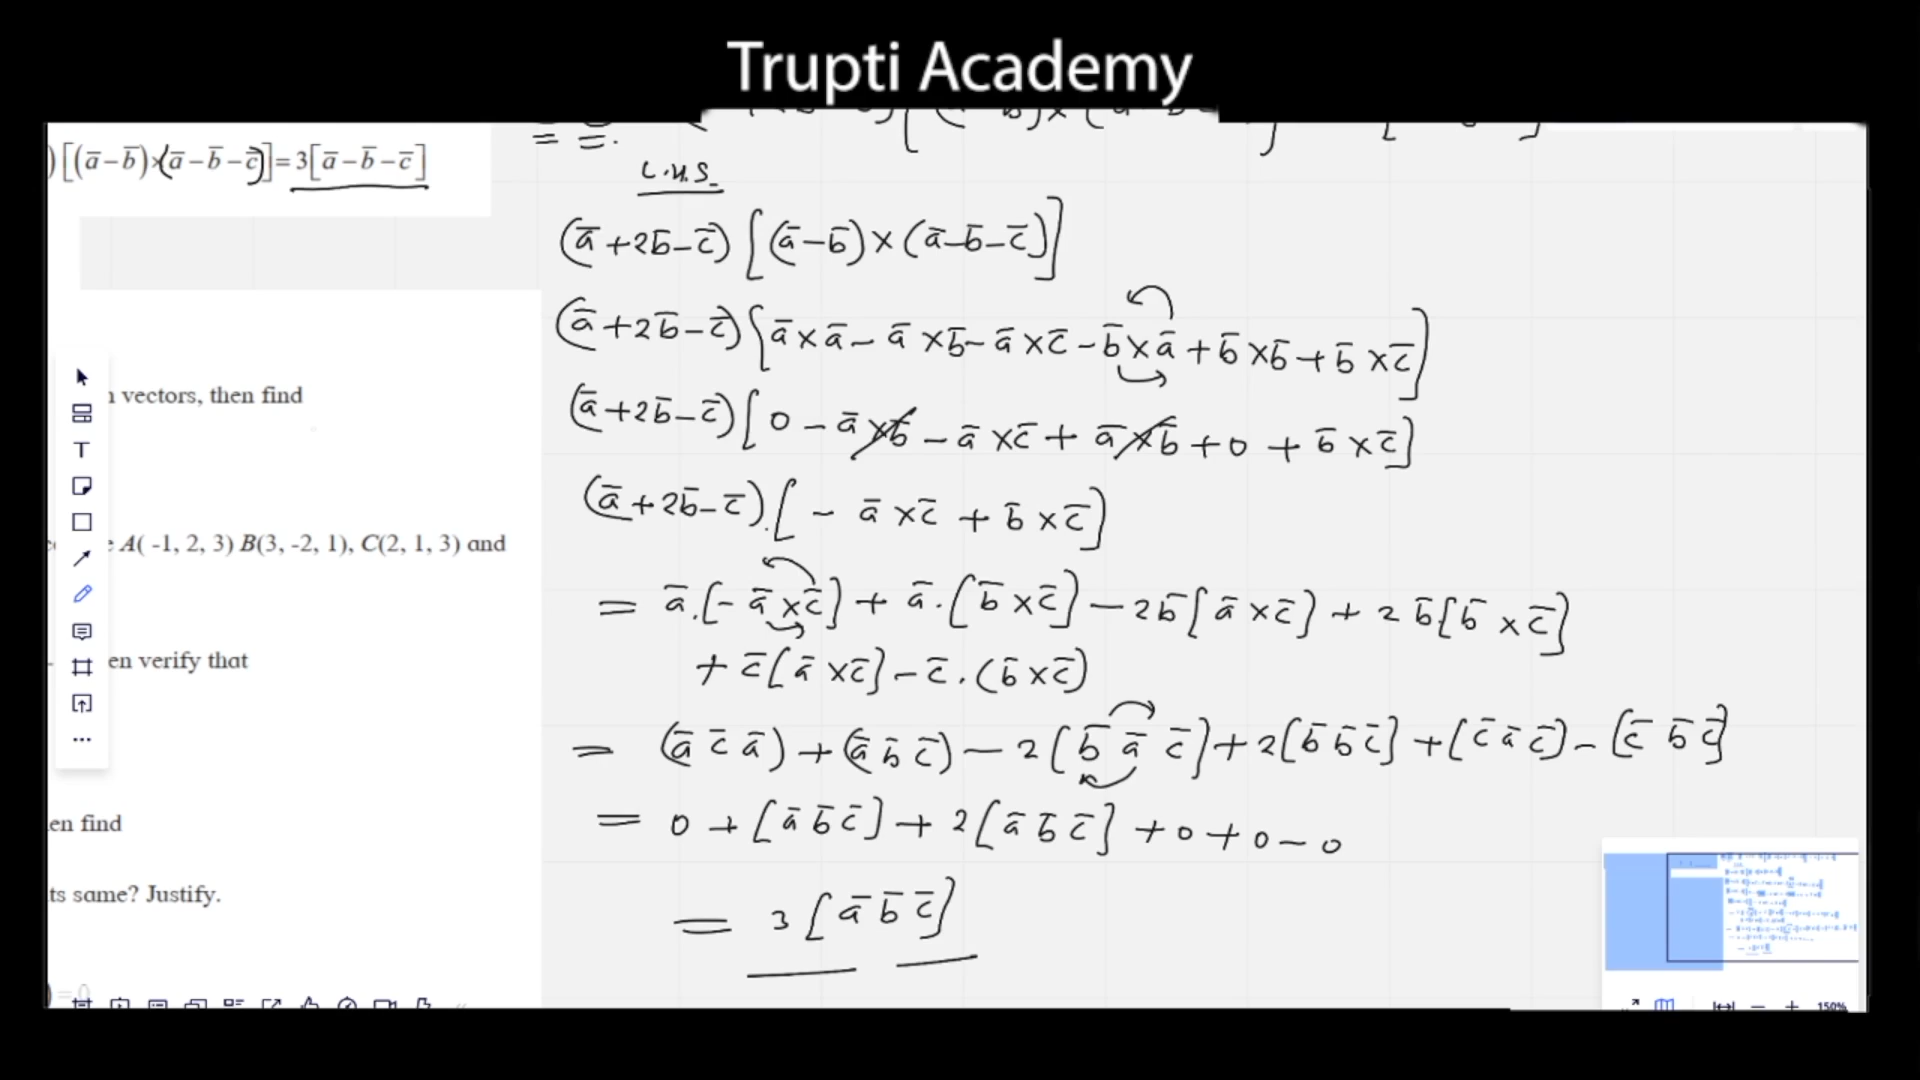 Trupti Academy
)[(a̅−b̅)×(a̅−b̅−c̅)]=3[a̅−b̅−c̅]
L.H.S.
(a̅+2b̅−c̅)[(a̅−b̅)×(a̅−b̅−c̅)]
(a̅+2b̅−c̅)[a̅×a̅−a̅×b̅−a̅×c̅−b̅×a̅+b̅×b̅+b̅×c̅]
(a̅+2b̅−c̅)[0−a̅×b̅−a̅×c̅+a̅×b̅+0+b̅×c̅]
(a̅+2b̅−c̅).[−a̅×c̅+b̅×c̅]
= a̅.[−a̅×c̅]+a̅.[b̅×c̅]−2b̅[a̅×c̅]+2b̅[b̅×c̅]
+c̅[a̅×c̅]−c̅.(b̅×c̅)
= (a̅ c̅ a̅)+(a̅ b̅ c̅)−2[b̅ a̅ c̅]+2[b̅ b̅ c̅]+[c̅ a̅ c̅]−[c̅ b̅ c̅]
= 0+[a̅ b̅ c̅]+2[a̅ b̅ c̅]+0+0−0
= 3[a̅ b̅ c̅]
vectors, then find
A( -1, 2, 3) B(3, -2, 1), C(2, 1, 3) and
en verify that
en find
ts same? Justify.
) = 0
150%